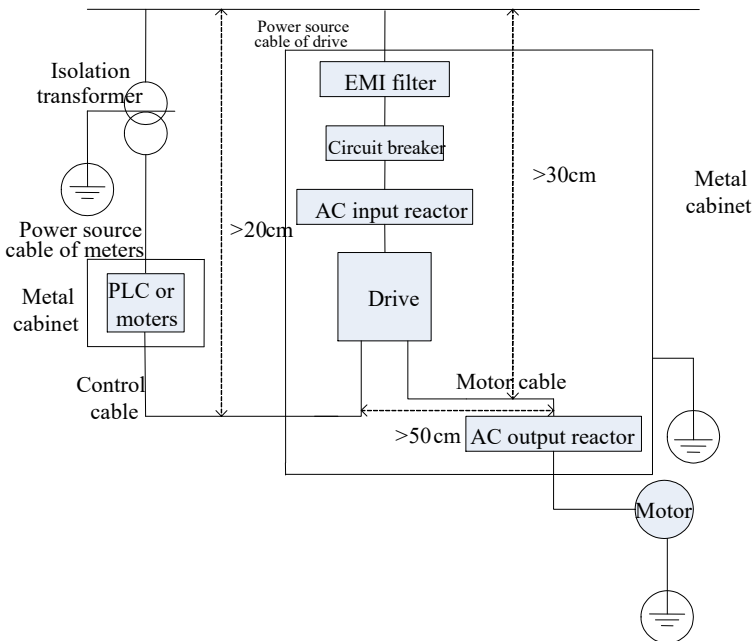 Power source
cable of drive
Isolation
transformer
EMI filter
Circuit breaker
>30cm
Metal
cabinet
AC input reactor
>20cm
Power source
cable of meters
PLC or
moters
Metal
cabinet
Drive
Control
cable
Motor cable
>50cm
AC output reactor
Motor